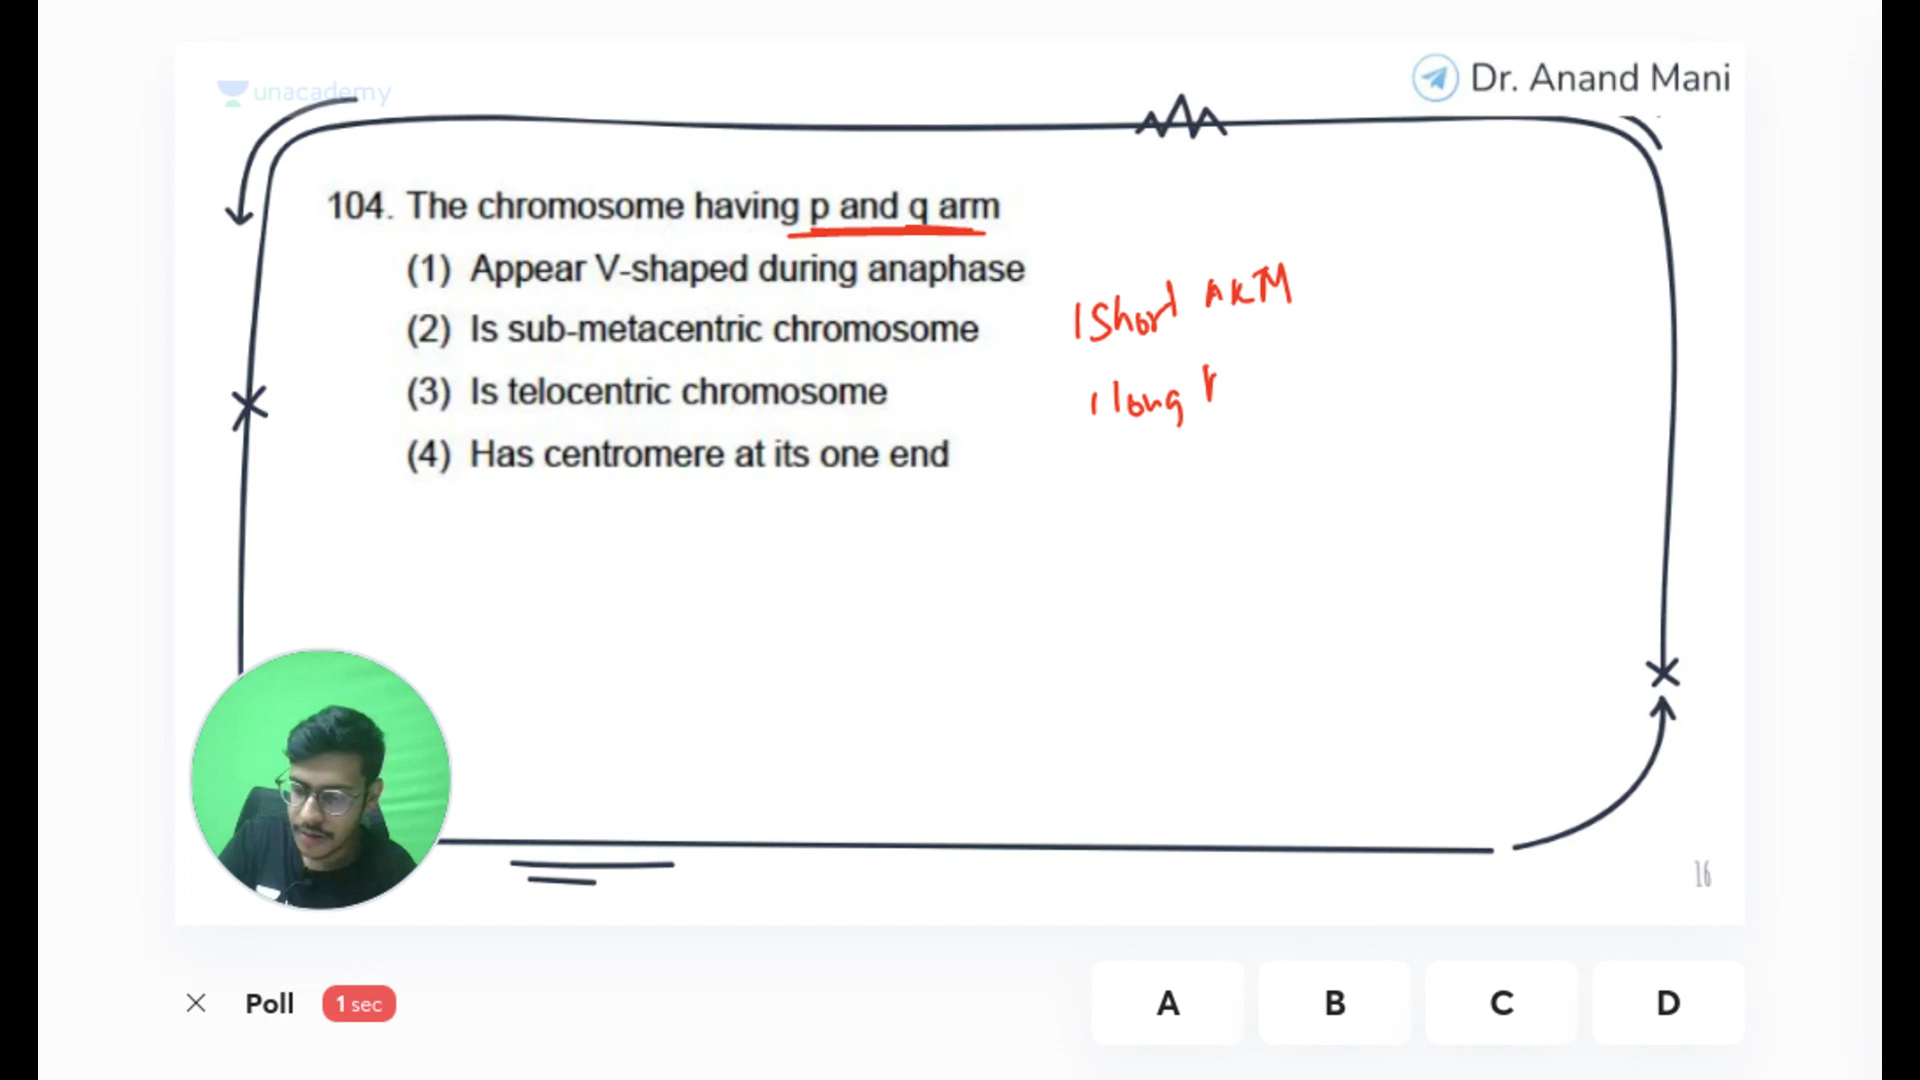 unacademy
Dr. Anand Mani
104. The chromosome having p and q arm
(1) Appear V-shaped during anaphase
(2) Is sub-metacentric chromosome
(3) Is telocentric chromosome
(4) Has centromere at its one end
1 Short ARM
1 long
16
× Poll 1 sec
A B C D